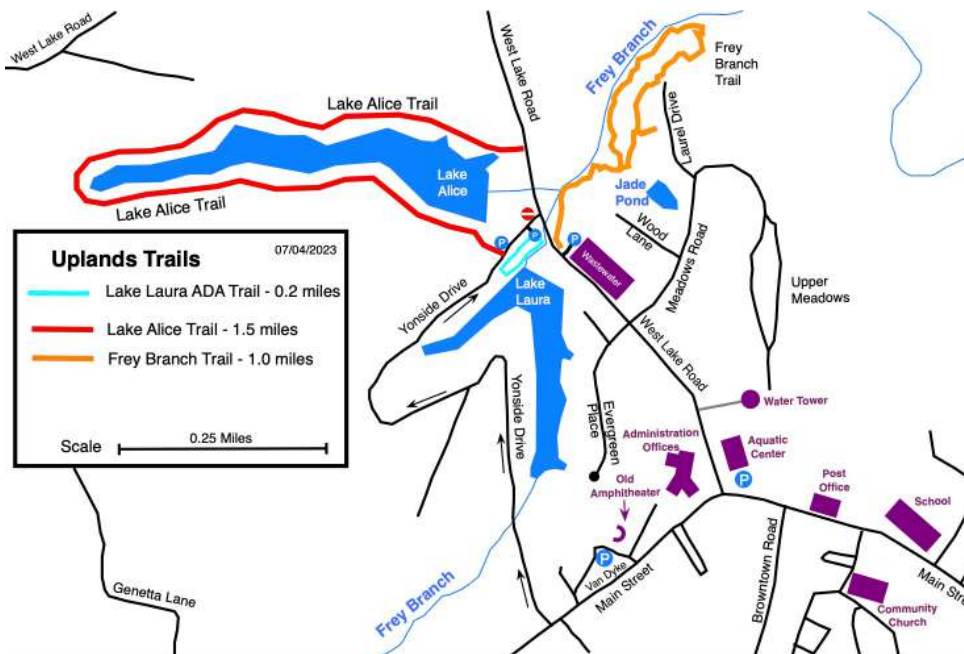 West Lake Road
West Lake Road
Frey Branch
Frey
Branch
Trail
Lake Alice Trail
Laurel Drive
Lake
Alice
Jade
Pond
Lake Alice Trail
P
P
P
Wood
Lane
Wastewater
Meadows Road
Uplands Trails
07/04/2023
Lake Laura ADA Trail - 0.2 miles
Lake Alice Trail - 1.5 miles
Frey Branch Trail - 1.0 miles
Scale
0.25 Miles
Yonside Drive
Lake
Laura
Upper
Meadows
West Lake Road
Yonside Drive
Evergreen
Place
Water Tower
Administration
Offices
Aquatic
Center
P
Old
Amphitheater
Post
Office
School
P
Van Dyke
Main Street
Browntown Road
Main Street
Genetta Lane
Frey Branch
Community
Church